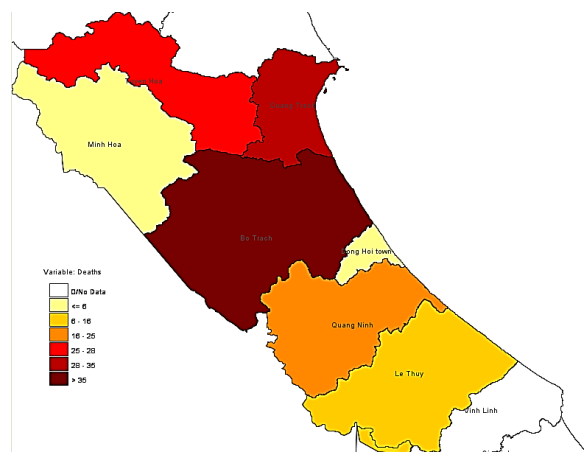 Minh Hoa
Bo Trach
Quang Ninh
Le Thuy
Vinh Linh
Variable: Deaths
0/No Data
<= 6
6 - 16
16 - 25
25 - 28
28 - 35
> 35